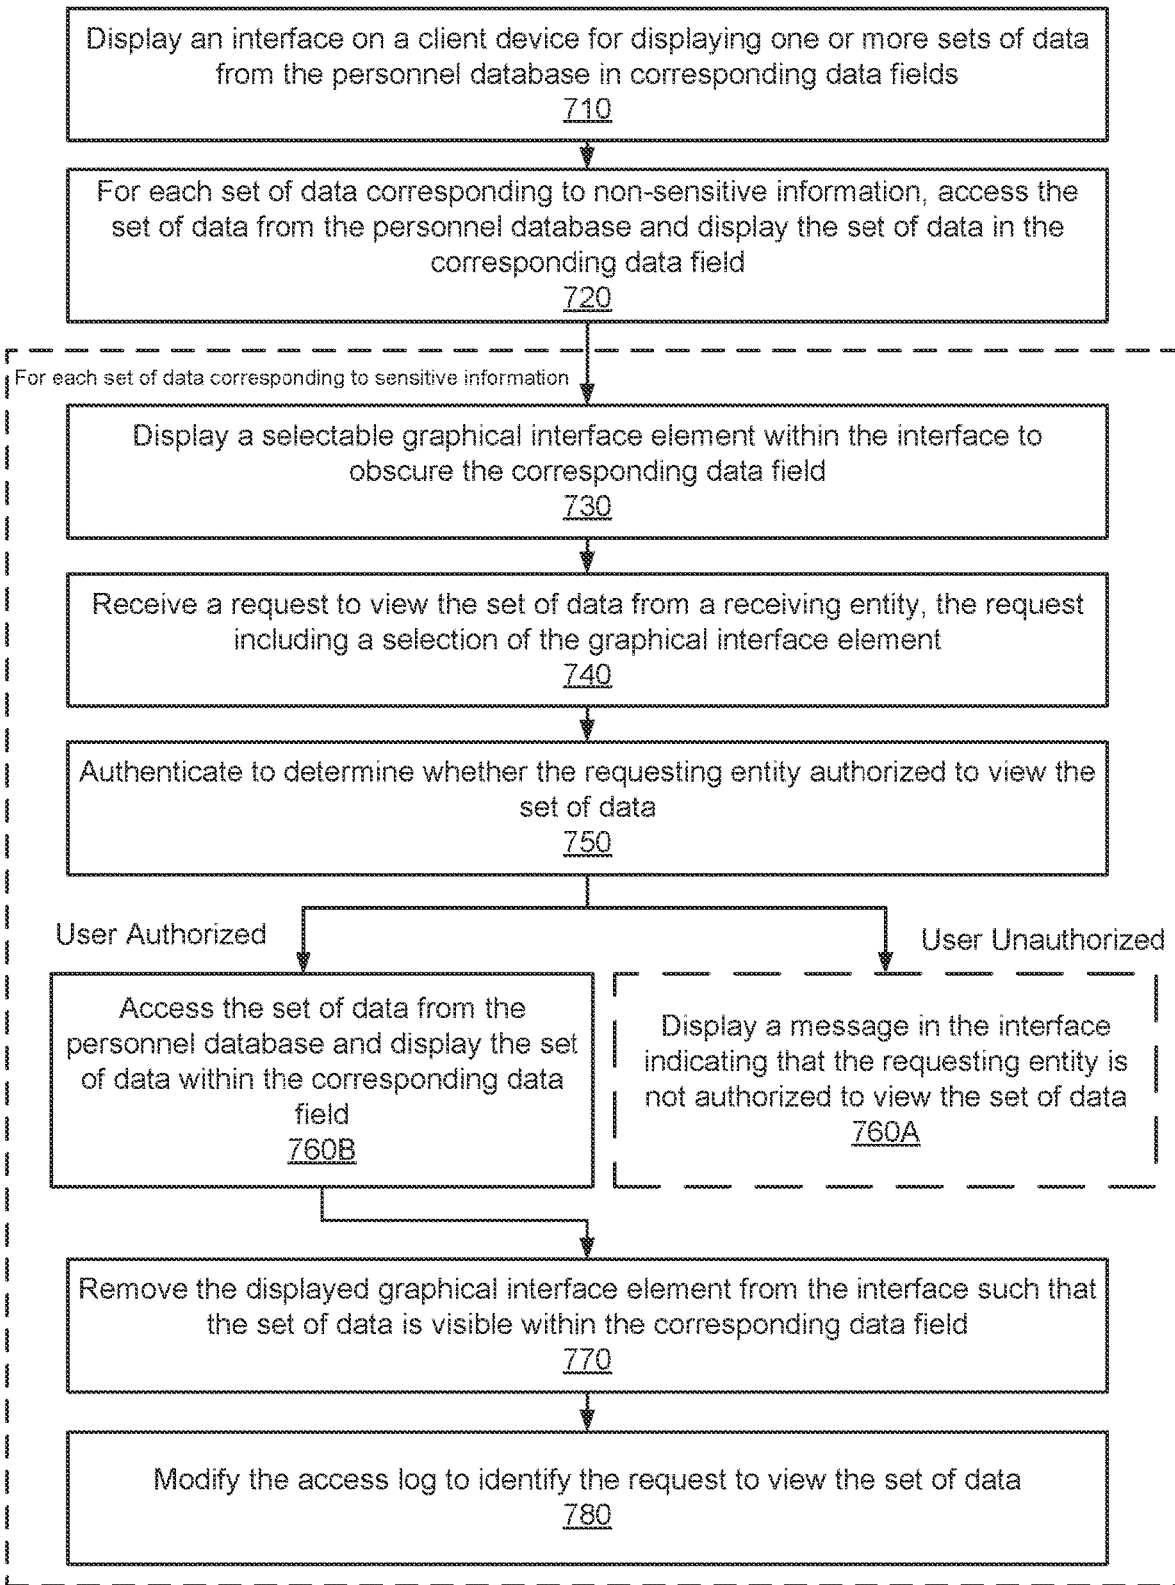 Display an interface on a client device for displaying one or more sets of data
from the personnel database in corresponding data fields
710
For each set of data corresponding to non-sensitive information, access the
set of data from the personnel database and display the set of data in the
corresponding data field
720
For each set of data corresponding to sensitive information
Display a selectable graphical interface element within the interface to
obscure the corresponding data field
730
Receive a request to view the set of data from a receiving entity, the request
including a selection of the graphical interface element
740
Authenticate to determine whether the requesting entity authorized to view the
set of data
750
User Authorized
User Unauthorized
Access the set of data from the
personnel database and display the set
of data within the corresponding data
field
760B
Display a message in the interface
indicating that the requesting entity is
not authorized to view the set of data
760A
Remove the displayed graphical interface element from the interface such that
the set of data is visible within the corresponding data field
770
Modify the access log to identify the request to view the set of data
780